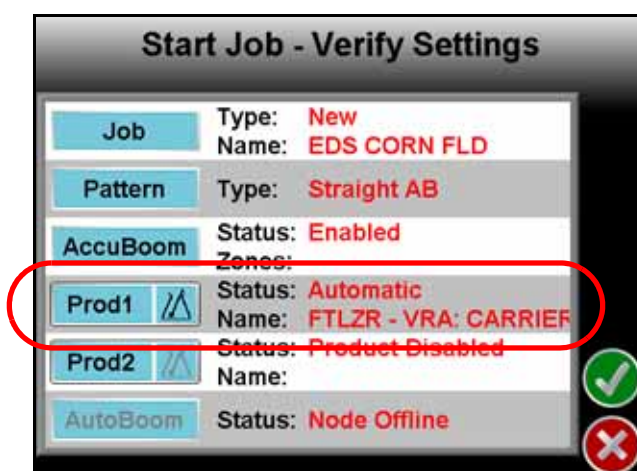 Start Job - Verify Settings
Job Type: New
Name: EDS CORN FLD
Pattern Type: Straight AB
AccuBoom Status: Enabled
Zones:
Prod1 Status: Automatic
Name: FTLZR - VRA: CARRIER
Prod2 Status: Product Disabled
Name:
AutoBoom Status: Node Offline